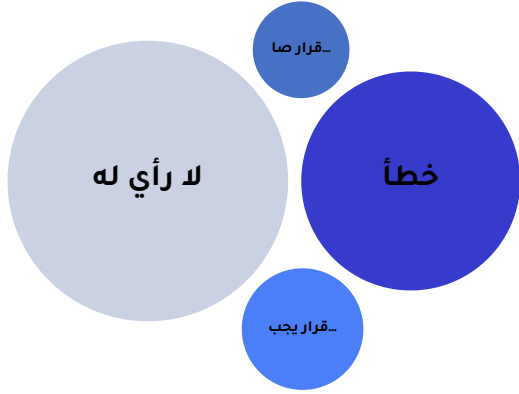 قرار صا...
خطأ
لا رأي له
قرار يجب...